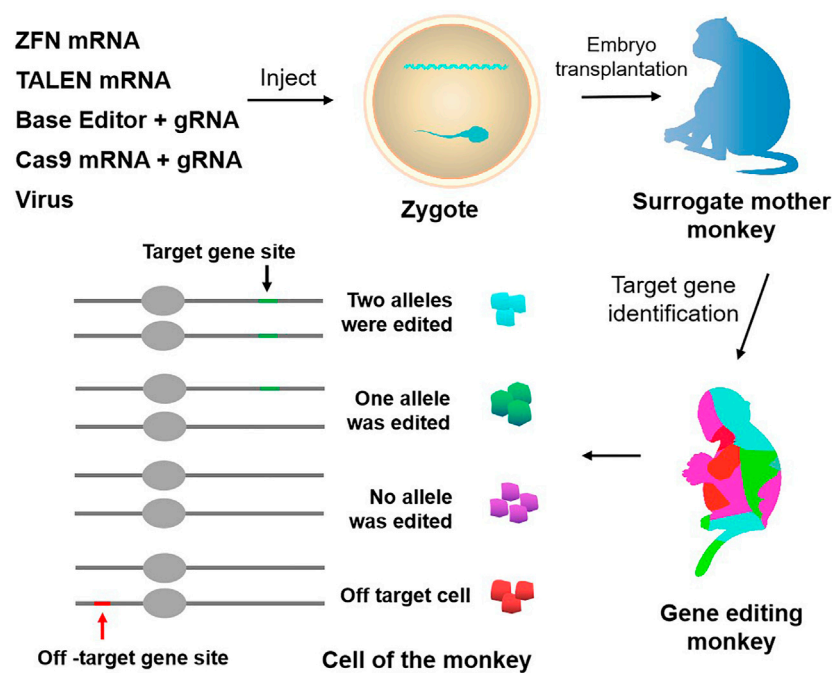 ZFN mRNA
TALEN mRNA
Base Editor + gRNA
Cas9 mRNA + gRNA
Virus
Inject
Zygote
Embryo
transplantation
Surrogate mother
monkey
Target gene
identification
Gene editing
monkey
Target gene site
Two alleles
were edited
One allele
was edited
No allele
was edited
Off target cell
Off -target gene site
Cell of the monkey